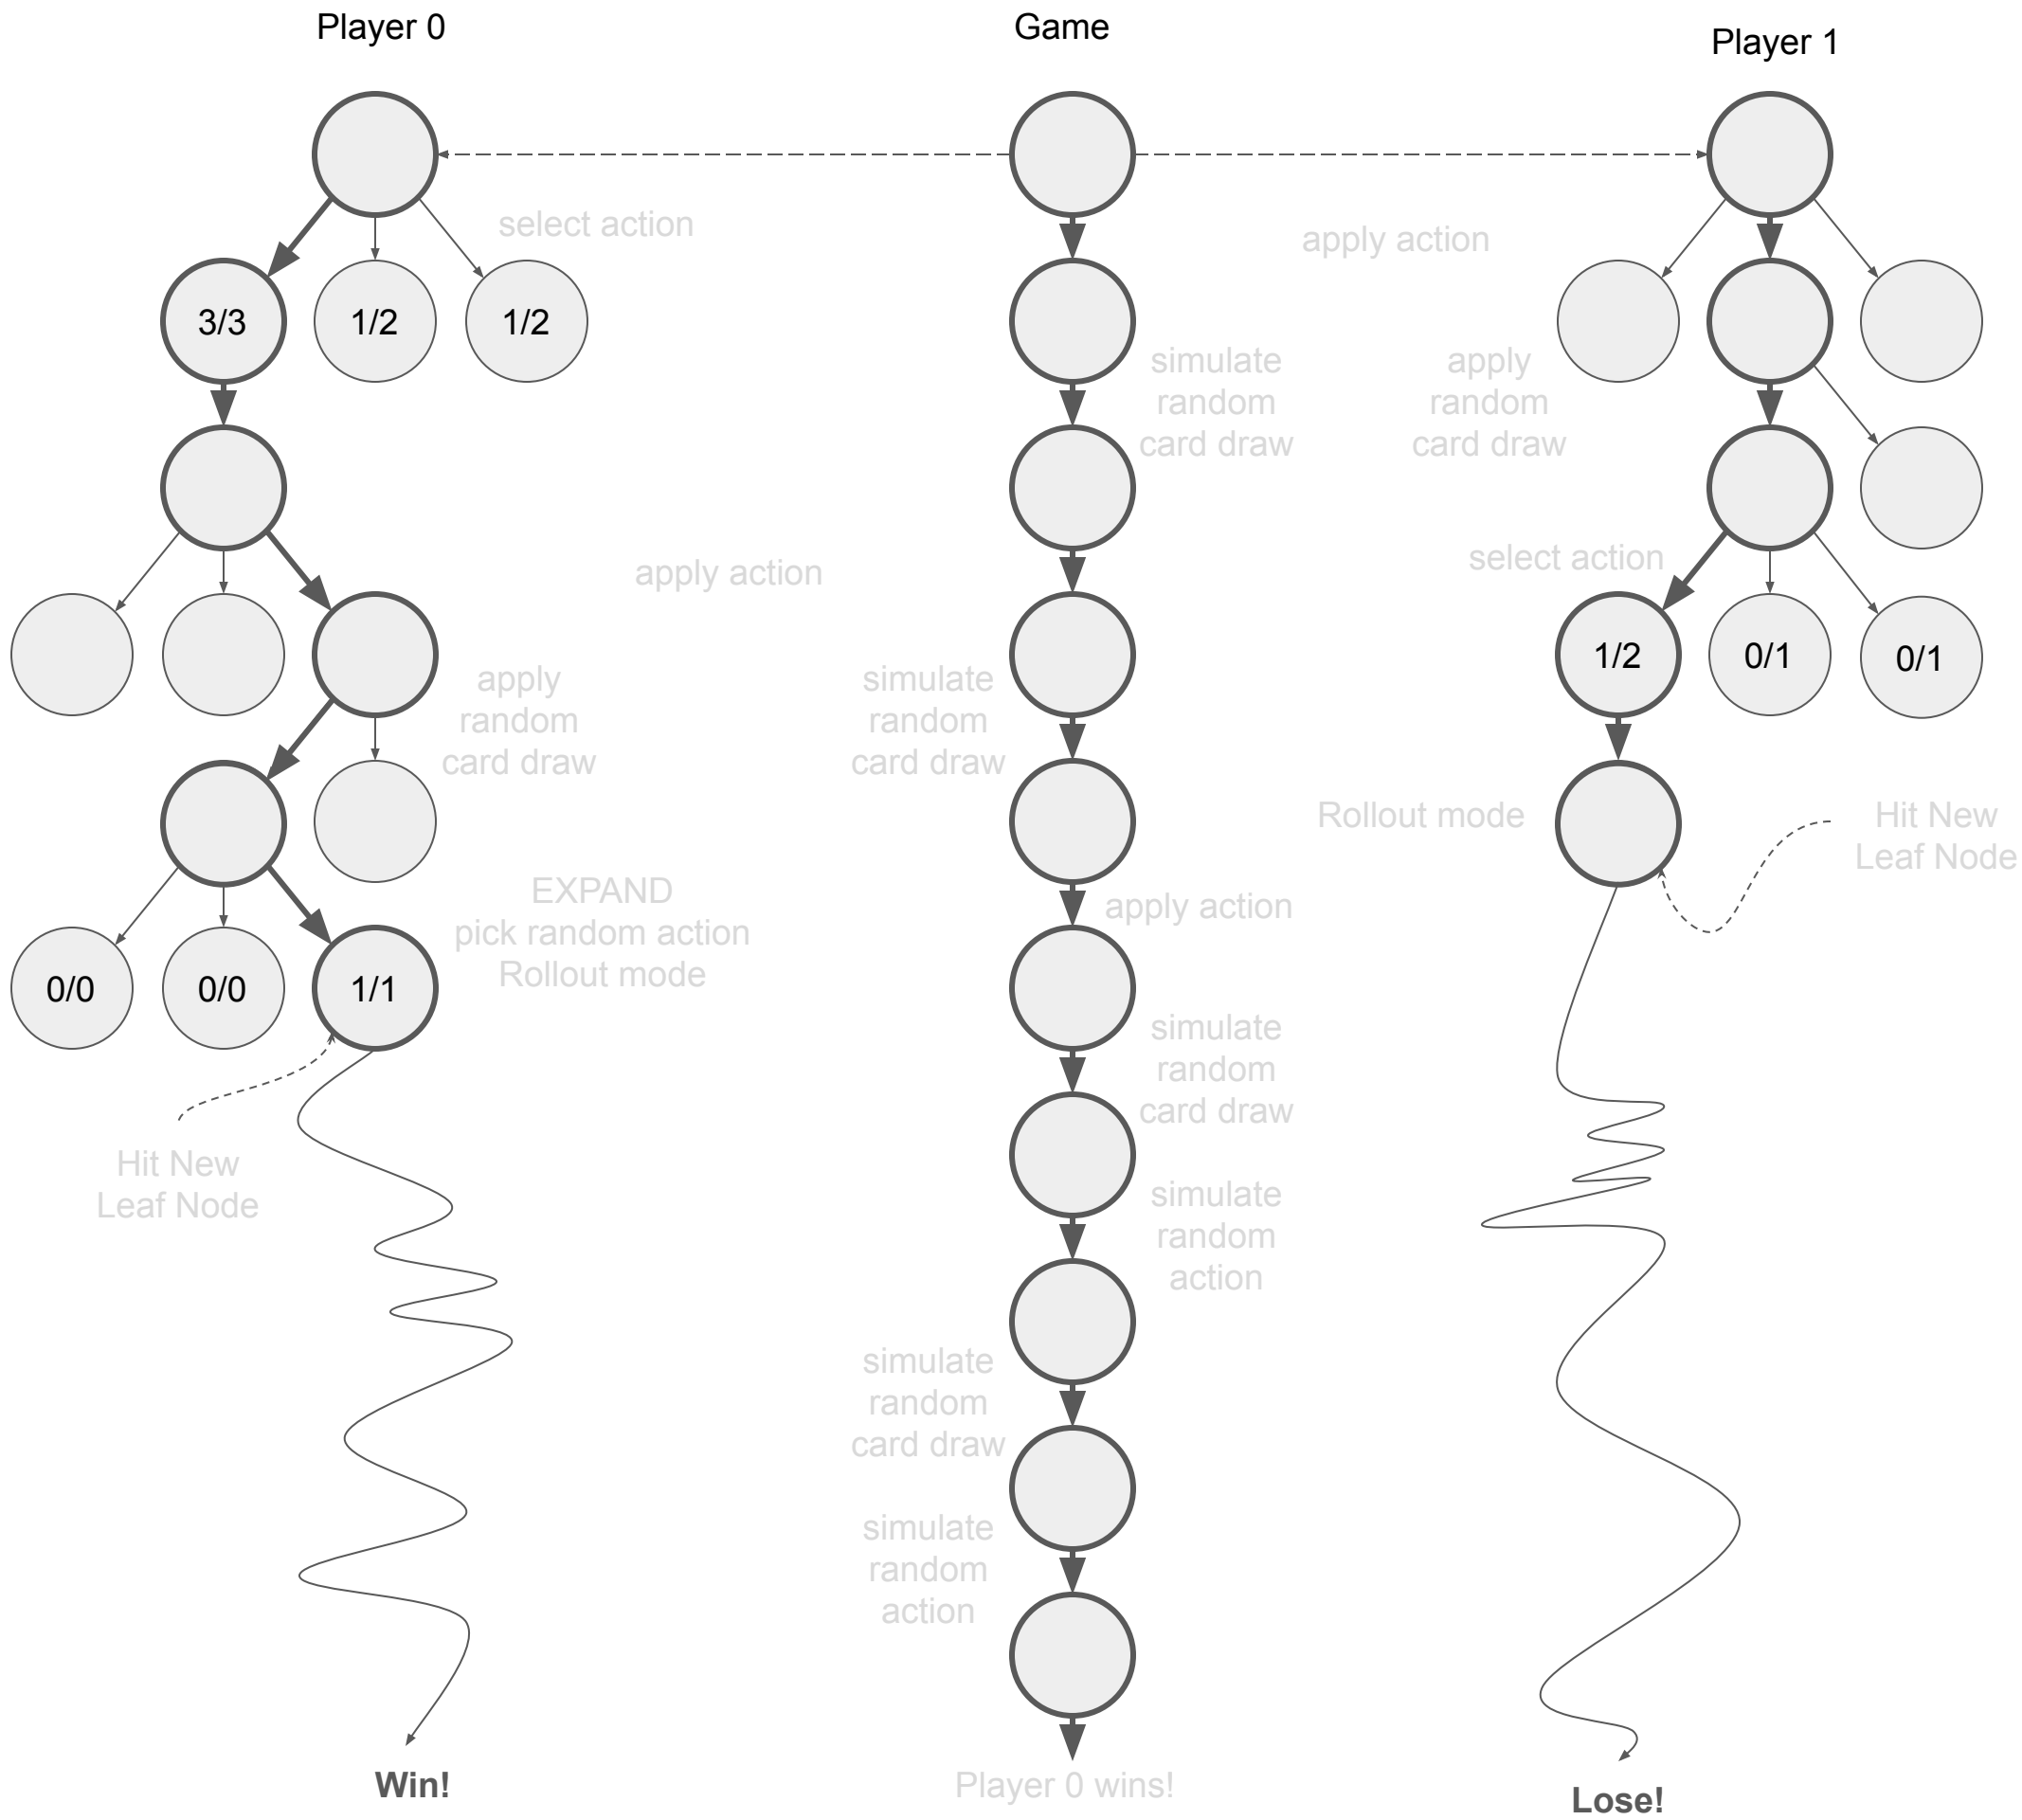 Player 0
Game
Player 1
select action
apply action
3/3
1/2
1/2
simulate
random
card draw
apply
random
card draw
apply action
select action
apply
random
card draw
simulate
random
card draw
1/2
0/1
0/1
Rollout mode
Hit New
Leaf Node
EXPAND
pick random action
Rollout mode
apply action
0/0
0/0
1/1
simulate
random
card draw
Hit New
Leaf Node
simulate
random
action
simulate
random
card draw
simulate
random
action
Win!
Player 0 wins!
Lose!